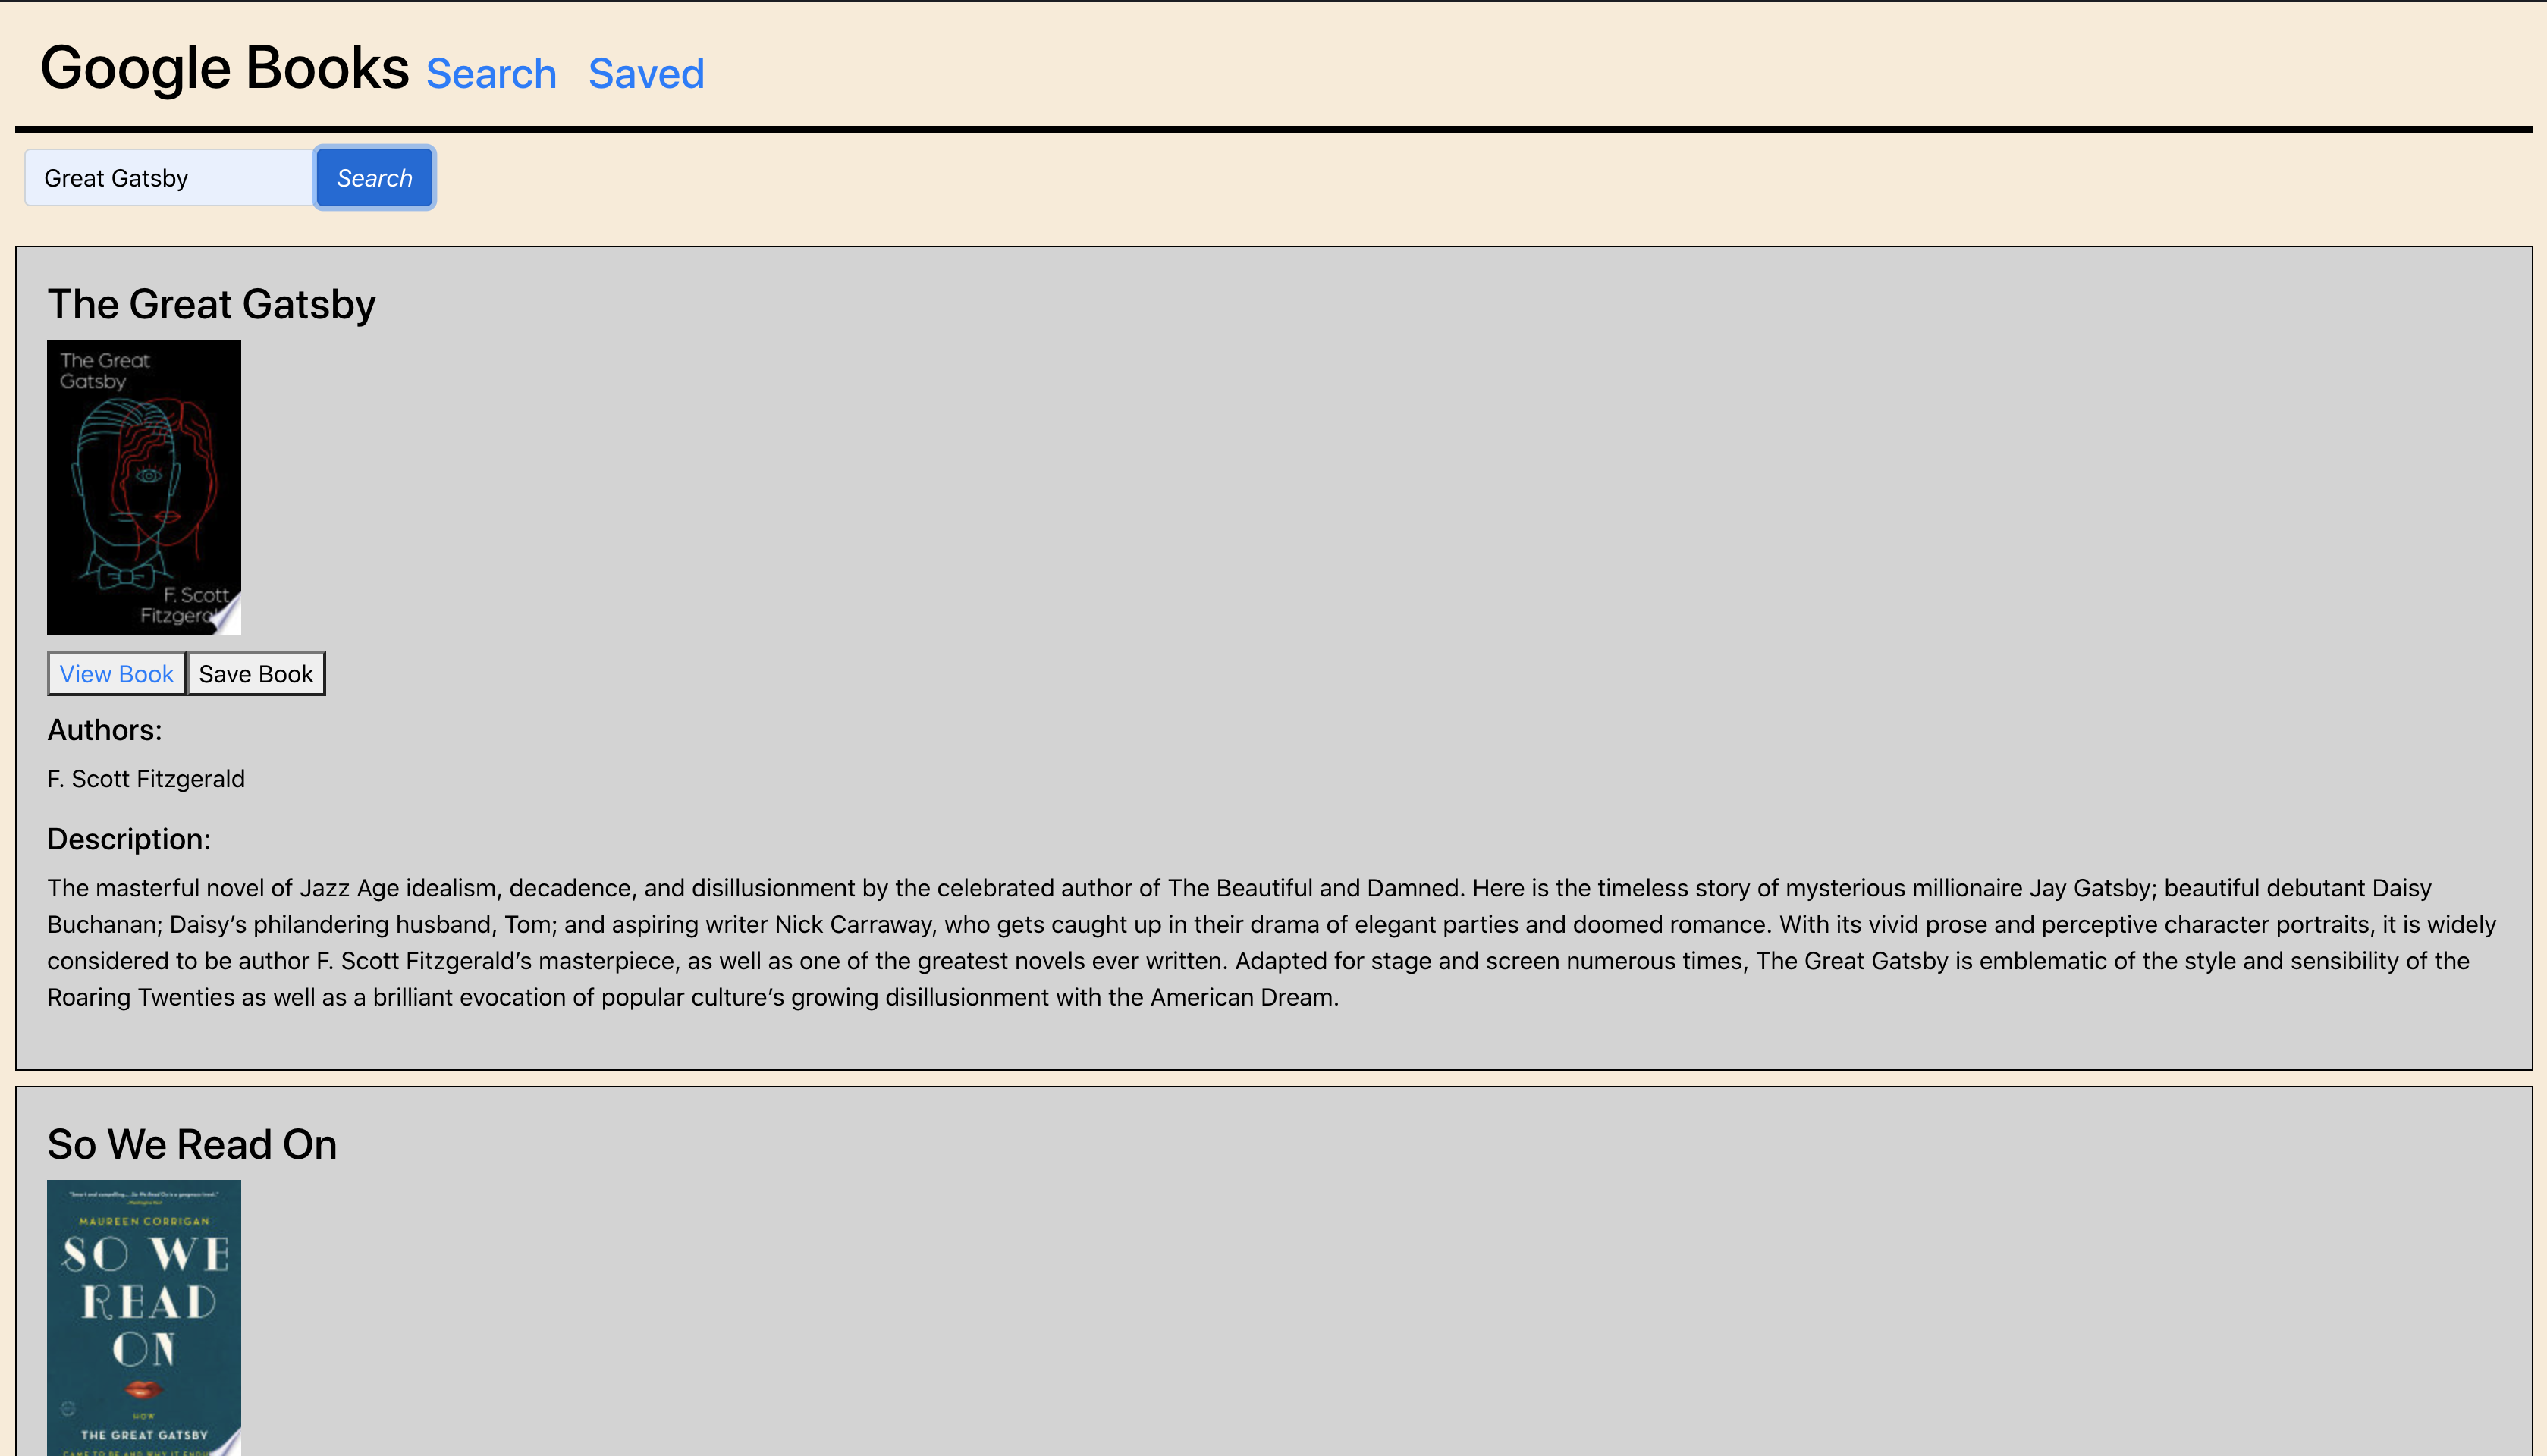 Google Books Search Saved
Great Gatsby Search
The Great Gatsby
The Great
Gatsby
F. Scott
Fitzgera
View Book Save Book
Authors:
F. Scott Fitzgerald
Description:
The masterful novel of Jazz Age idealism, decadence, and disillusionment by the celebrated author of The Beautiful and Damned. Here is the timeless story of mysterious millionaire Jay Gatsby; beautiful debutant Daisy
Buchanan; Daisy’s philandering husband, Tom; and aspiring writer Nick Carraway, who gets caught up in their drama of elegant parties and doomed romance. With its vivid prose and perceptive character portraits, it is widely
considered to be author F. Scott Fitzgerald’s masterpiece, as well as one of the greatest novels ever written. Adapted for stage and screen numerous times, The Great Gatsby is emblematic of the style and sensibility of the
Roaring Twenties as well as a brilliant evocation of popular culture’s growing disillusionment with the American Dream.
So We Read On
MAUREEN CORRIGAN
SO WE
READ
ON
HOW
THE GREAT GATSBY
CAME TO BE AND WHY IT